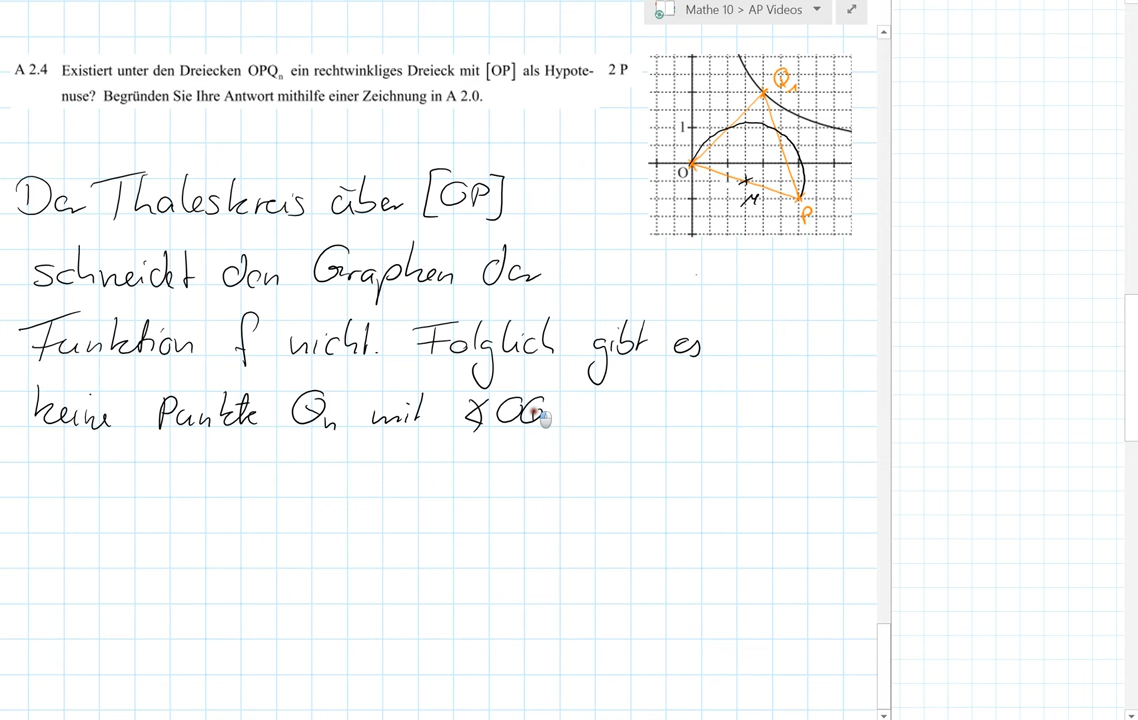 Mathe 10 > AP Videos
A 2.4 Existiert unter den Dreiecken OPQn ein rechtwinkliges Dreieck mit [OP] als Hypote- 2 P
nuse? Begründen Sie Ihre Antwort mithilfe einer Zeichnung in A 2.0.
Q1
1
O
1
M
P
Der Thaleskreis über [OP]
schneidet den Graphen der
Funktion f nicht. Folglich gibt es
keine Punkte Qn mit ∢OQ